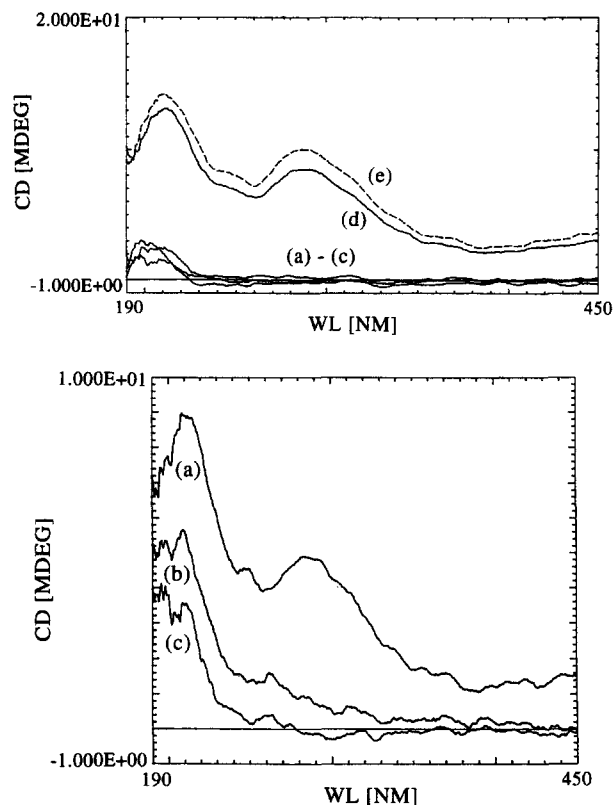 2.000E+01
CD [MDEG]
(e)
(d)
(a) - (c)
-1.000E+00
190
WL [NM]
450
1.000E+01
(a)
(b)
(c)
CD [MDEG]
-1.000E+00
190
WL [NM]
450